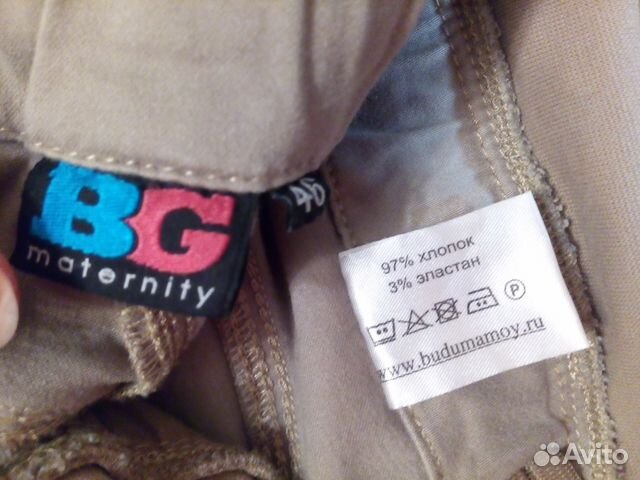 BG
maternity
46
97% хлопок
3% эластан
P
www.budumamoy.ru
Avito